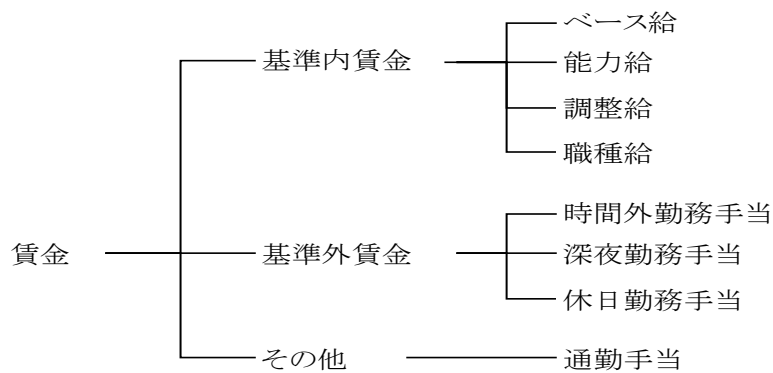 賃金
基準内賃金
ベース給
能力給
調整給
職種給
基準外賃金
時間外勤務手当
深夜勤務手当
休日勤務手当
その他
通勤手当